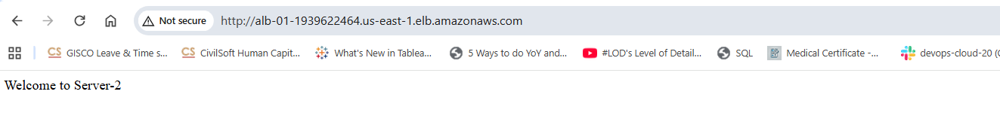 Not secure http://alb-01-1939622464.us-east-1.elb.amazonaws.com
CS GISCO Leave & Time s... CS CivilSoft Human Capit... What's New in Tablea... 5 Ways to do YoY and... #LOD's Level of Detail... SQL Medical Certificate -... devops-cloud-20 (
Welcome to Server-2